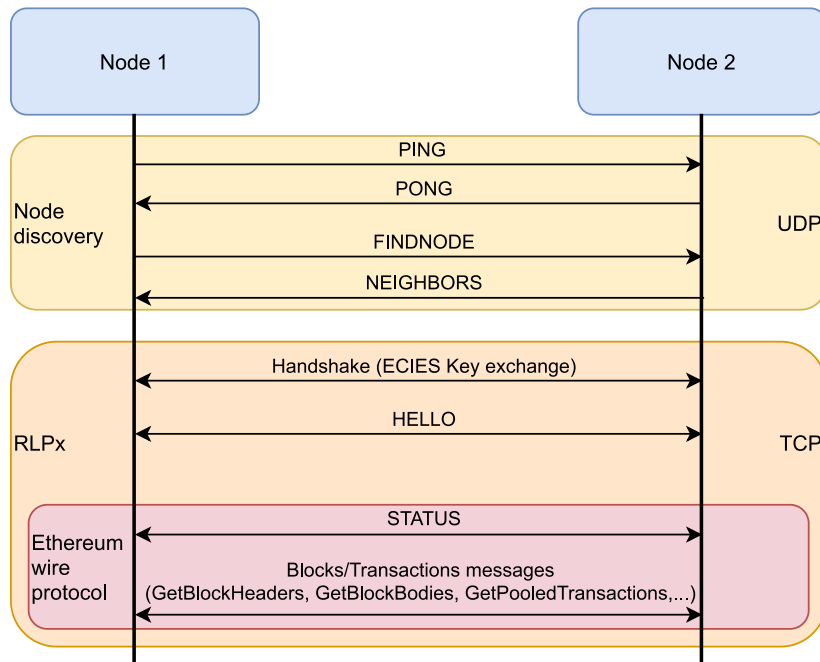 Node 1
Node 2
PING
PONG
Node
discovery
UDP
FINDNODE
NEIGHBORS
Handshake (ECIES Key exchange)
HELLO
RLPx
TCP
STATUS
Ethereum
wire
protocol
Blocks/Transactions messages
(GetBlockHeaders, GetBlockBodies, GetPooledTransactions,...)